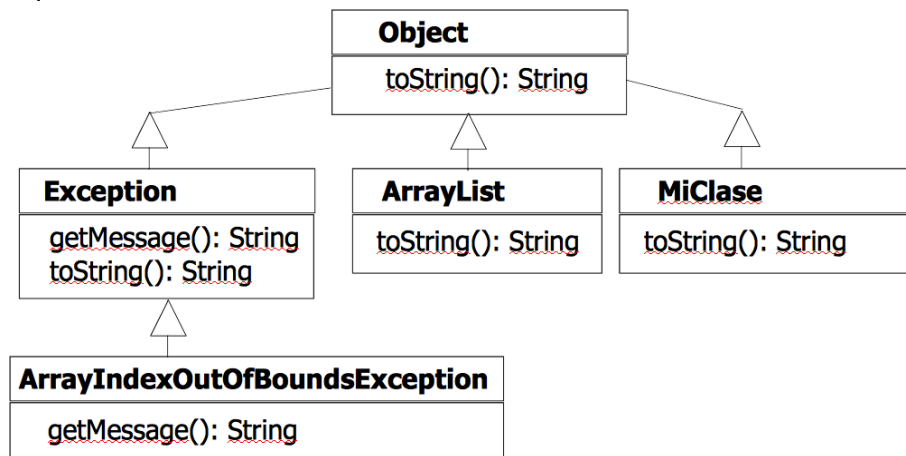 Object
toString(): String
Exception
getMessage(): String
toString(): String
ArrayList
toString(): String
MiClase
toString(): String
ArrayIndexOutOfBoundsException
getMessage(): String